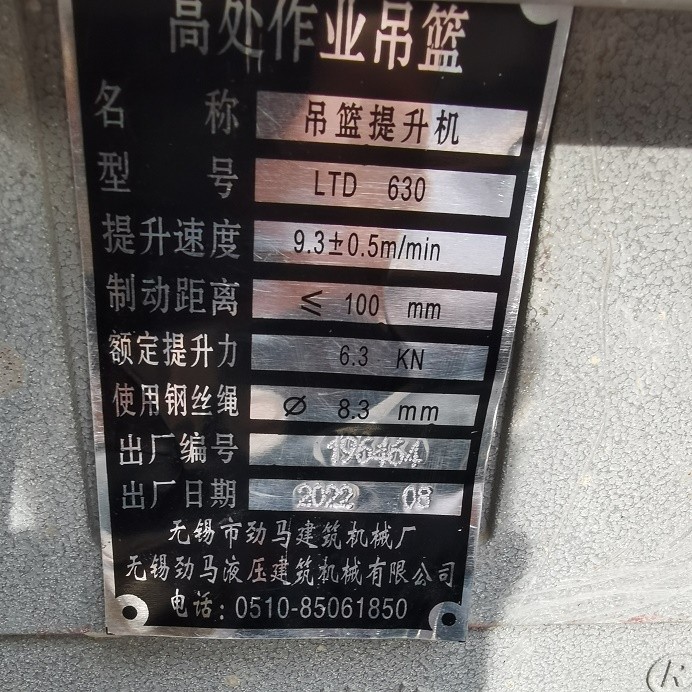 高处作业吊篮
名称 吊篮提升机
型号 LTD 630
提升速度 9.3±0.5m/min
制动距离 ≤ 100 mm
额定提升力 6.3 KN
使用钢丝绳 Ø 8.3 mm
出厂编号 196464
出厂日期 2022 08
无锡市劲马建筑机械厂
无锡劲马液压建筑机械有限公司
电话:0510-85061850